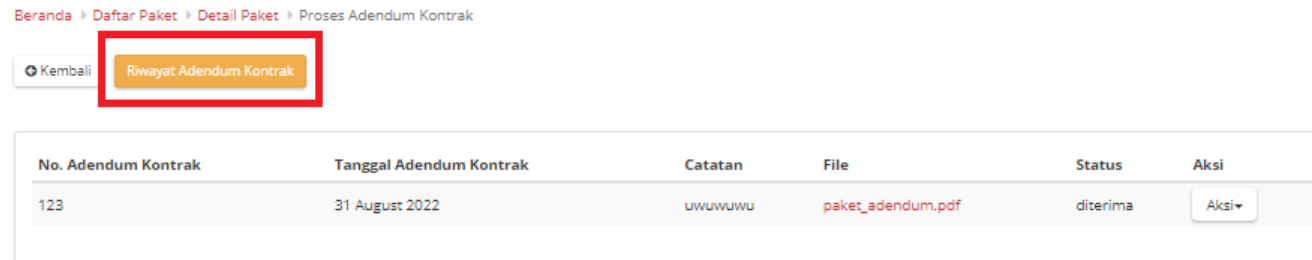 Beranda Daftar Paket Detail Paket Proses Adendum Kontrak
Kembali Riwayat Adendum Kontrak
No. Adendum Kontrak Tanggal Adendum Kontrak Catatan File Status Aksi
123 31 August 2022 uwuwuwu paket_adendum.pdf diterima Aksi